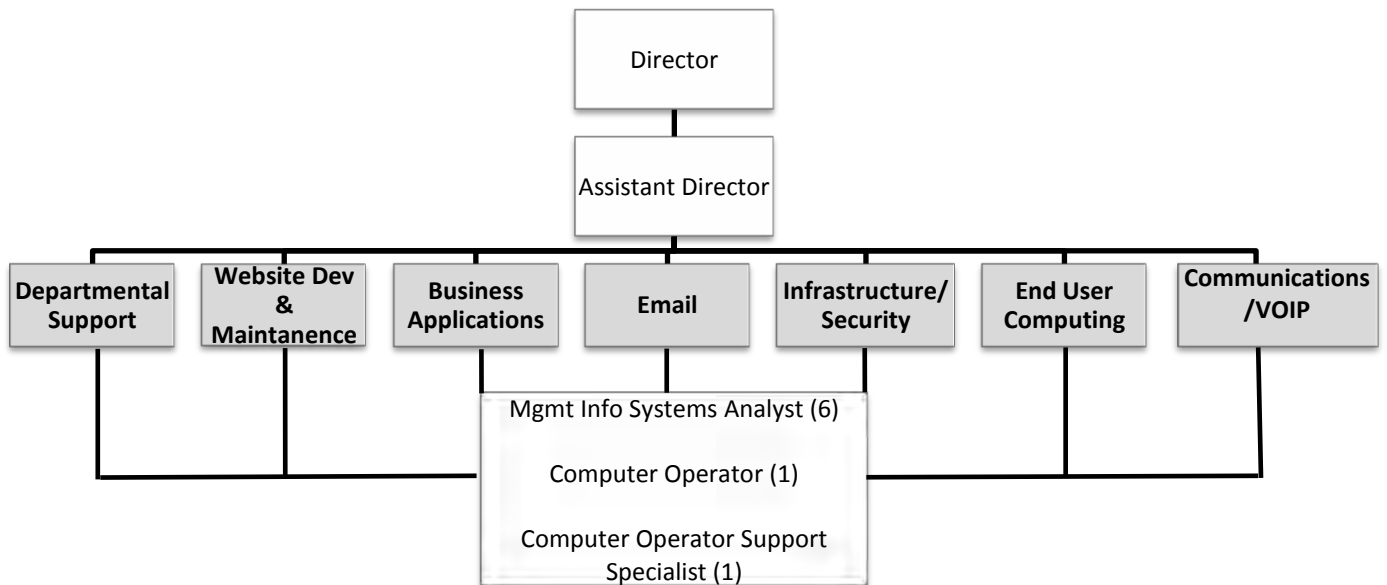 Director
Assistant Director
Departmental
Support
Website Dev
&
Maintanence
Business
Applications
Email
Infrastructure/
Security
End User
Computing
Communications
/VOIP
Mgmt Info Systems Analyst (6)
Computer Operator (1)
Computer Operator Support
Specialist (1)